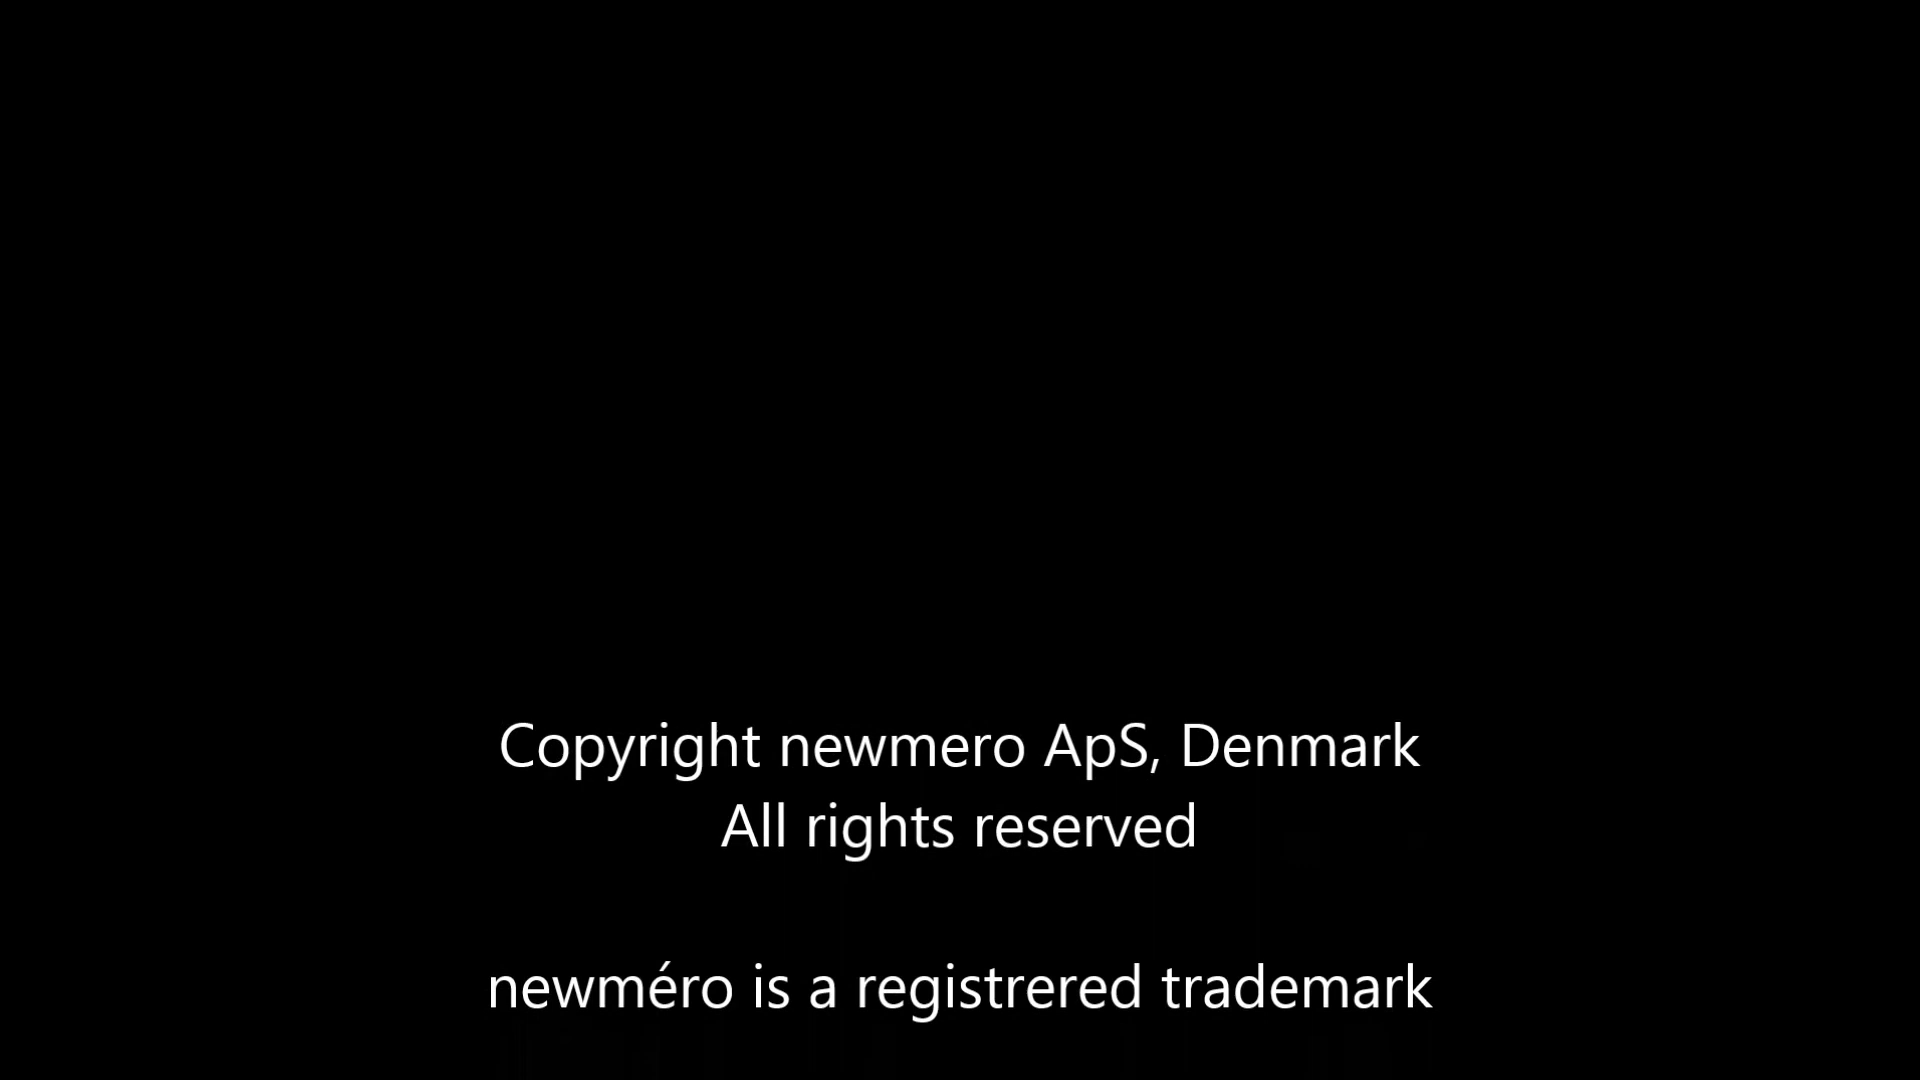 Copyright newmero ApS, Denmark
All rights reserved
newméro is a registrered trademark